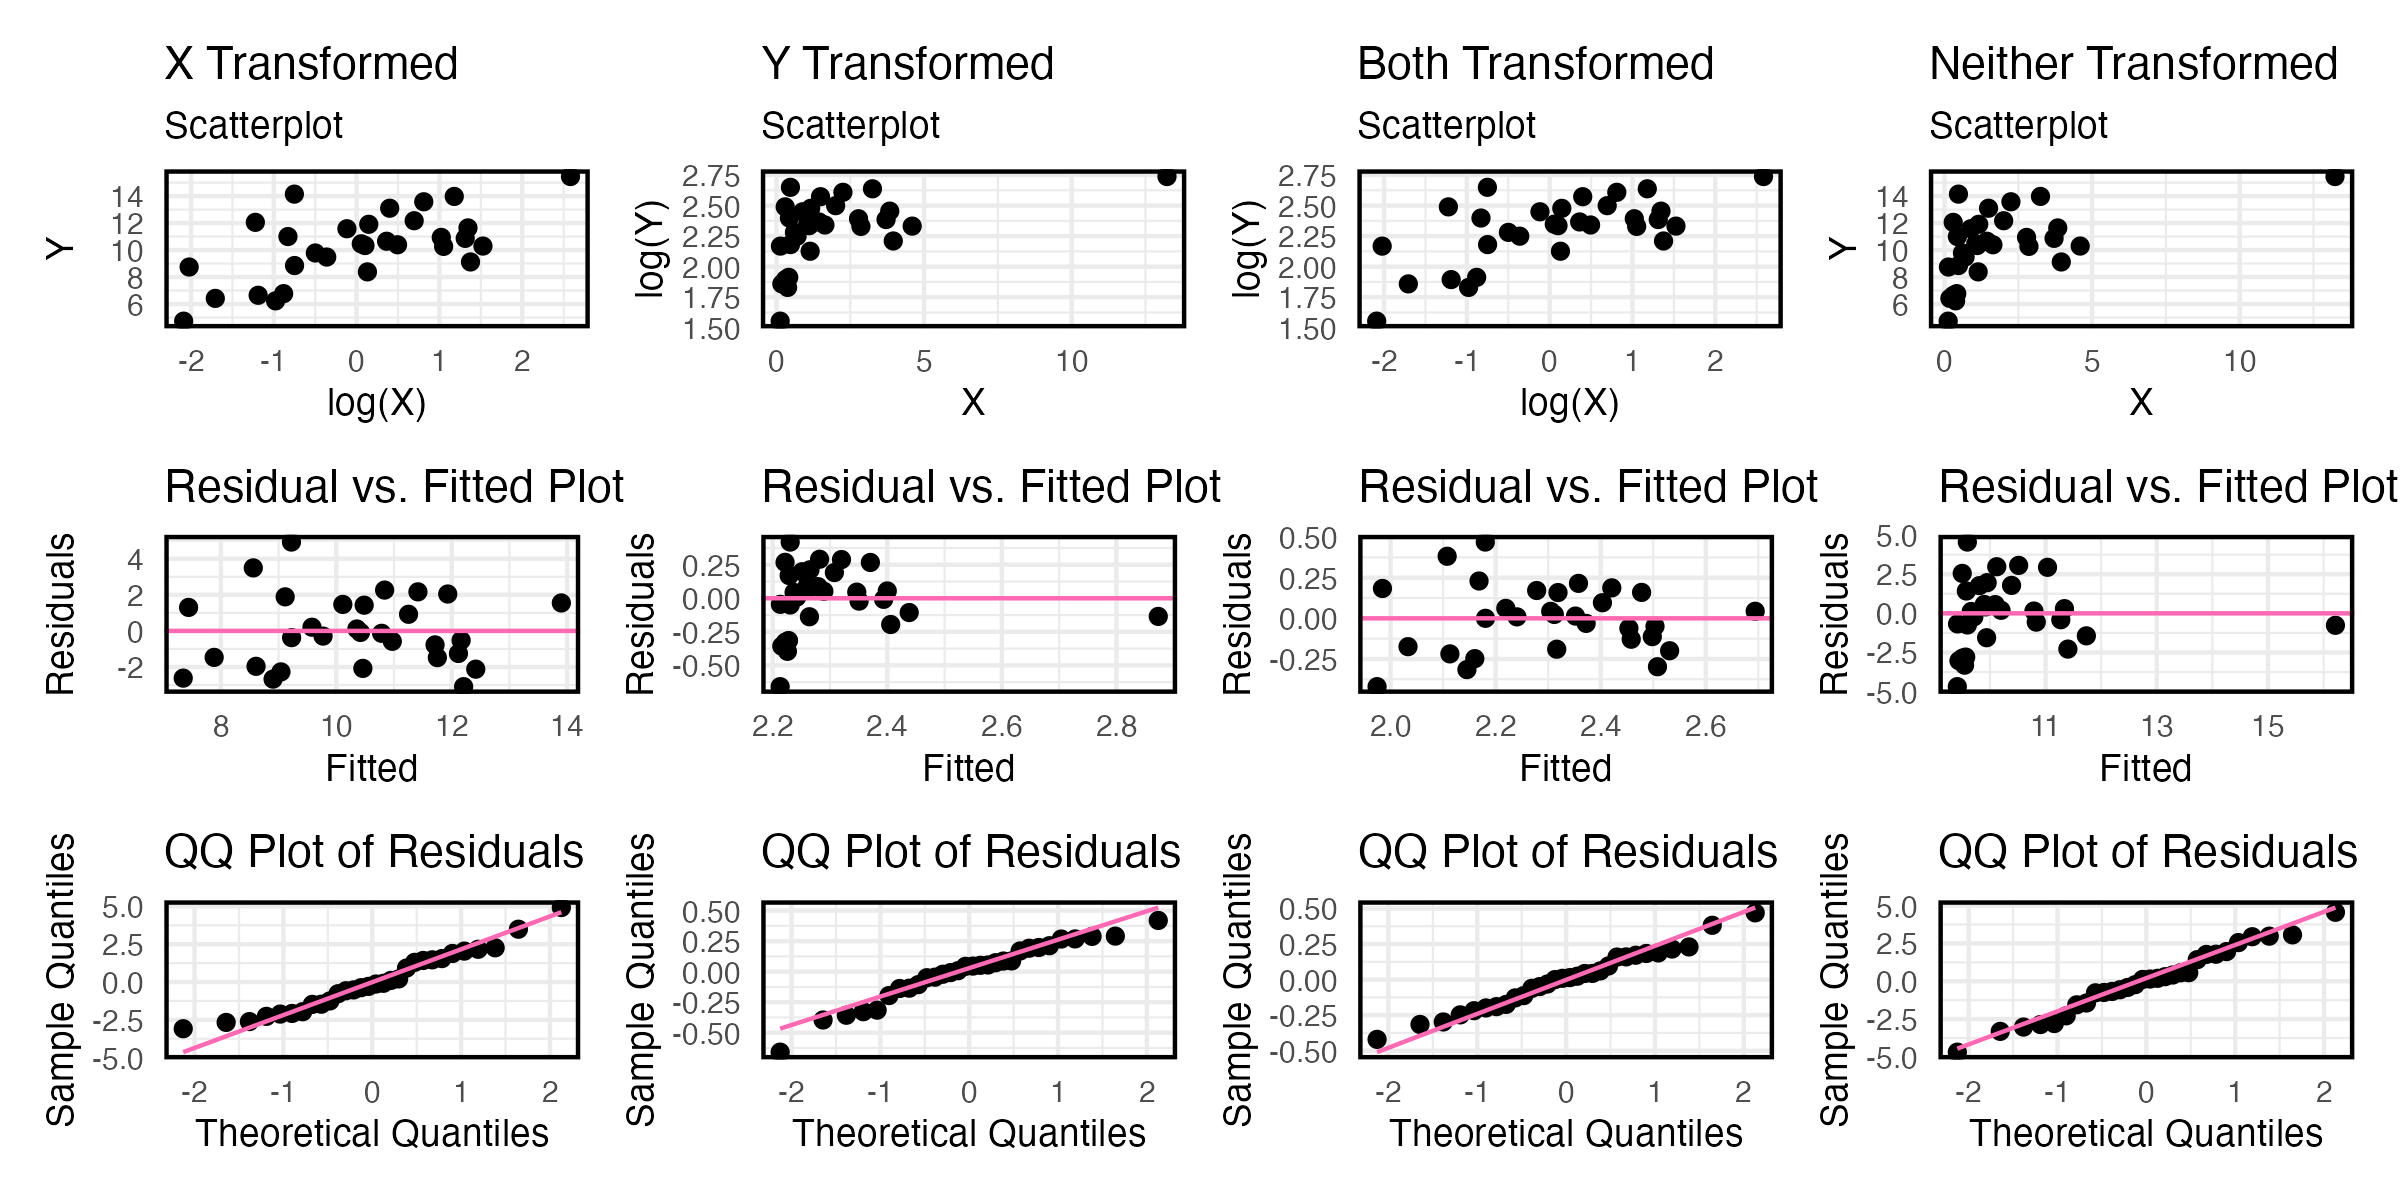 X Transformed
Y Transformed
Both Transformed
Neither Transformed
Scatterplot
Scatterplot
Scatterplot
Scatterplot
Y
14
12
10
8
6
-2 -1 0 1 2
log(X)
log(Y)
2.75
2.50
2.25
2.00
1.75
1.50
0 5 10
X
log(Y)
2.75
2.50
2.25
2.00
1.75
1.50
-2 -1 0 1 2
log(X)
Y
14
12
10
8
6
0 5 10
X
Residual vs. Fitted Plot
Residual vs. Fitted Plot
Residual vs. Fitted Plot
Residual vs. Fitted Plot
Residuals
4
2
0
-2
8 10 12 14
Fitted
Residuals
0.25
0.00
-0.25
-0.50
2.2 2.4 2.6 2.8
Fitted
Residuals
0.50
0.25
0.00
-0.25
2.0 2.2 2.4 2.6
Fitted
Residuals
5.0
2.5
0.0
-2.5
-5.0
11 13 15
Fitted
QQ Plot of Residuals
QQ Plot of Residuals
QQ Plot of Residuals
QQ Plot of Residuals
Sample Quantiles
5.0
2.5
0.0
-2.5
-5.0
-2 -1 0 1 2
Theoretical Quantiles
Sample Quantiles
0.50
0.25
0.00
-0.25
-0.50
-2 -1 0 1 2
Theoretical Quantiles
Sample Quantiles
0.50
0.25
0.00
-0.25
-0.50
-2 -1 0 1 2
Theoretical Quantiles
Sample Quantiles
5.0
2.5
0.0
-2.5
-5.0
-2 -1 0 1 2
Theoretical Quantiles